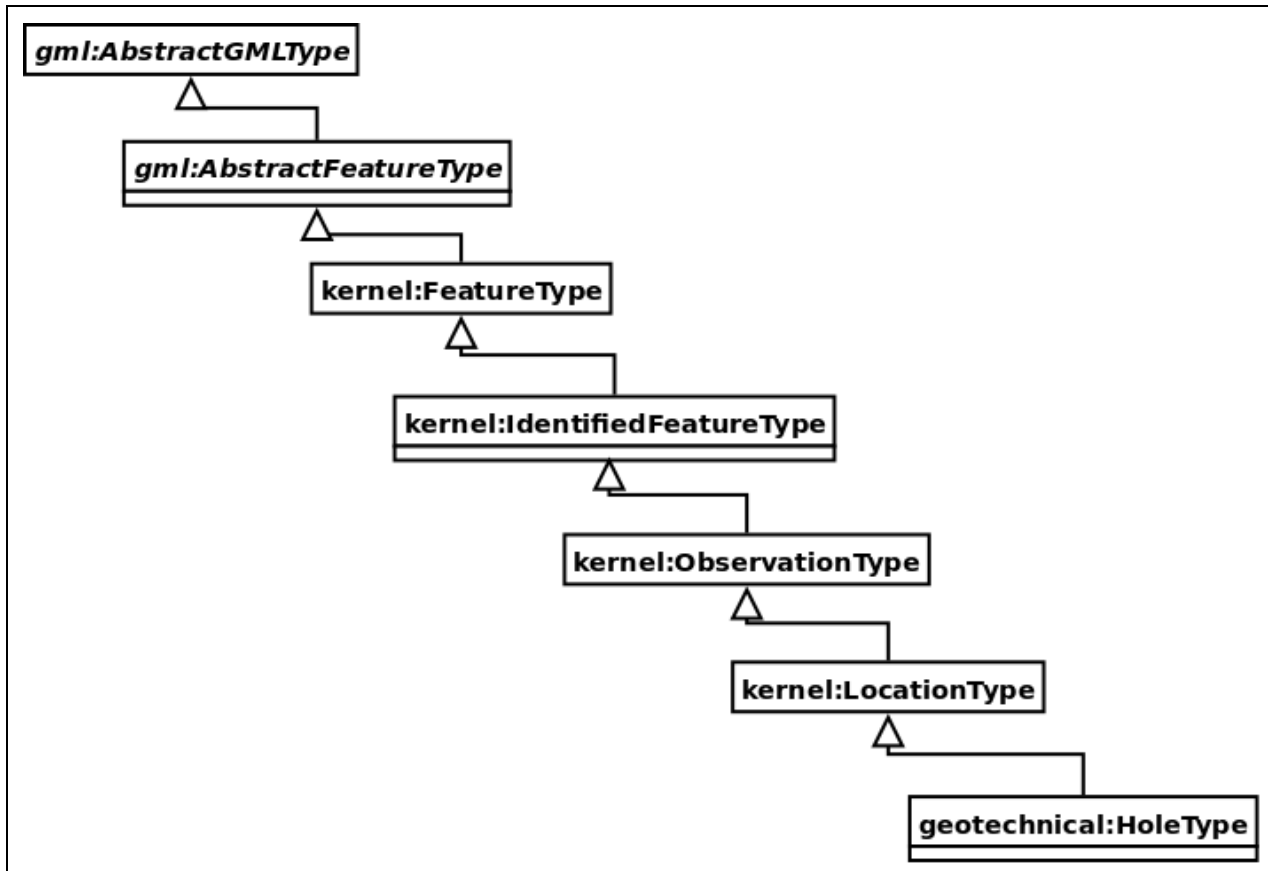 gml:AbstractGMLType
gml:AbstractFeatureType
kernel:FeatureType
kernel:IdentifiedFeatureType
kernel:ObservationType
kernel:LocationType
geotechnical:HoleType